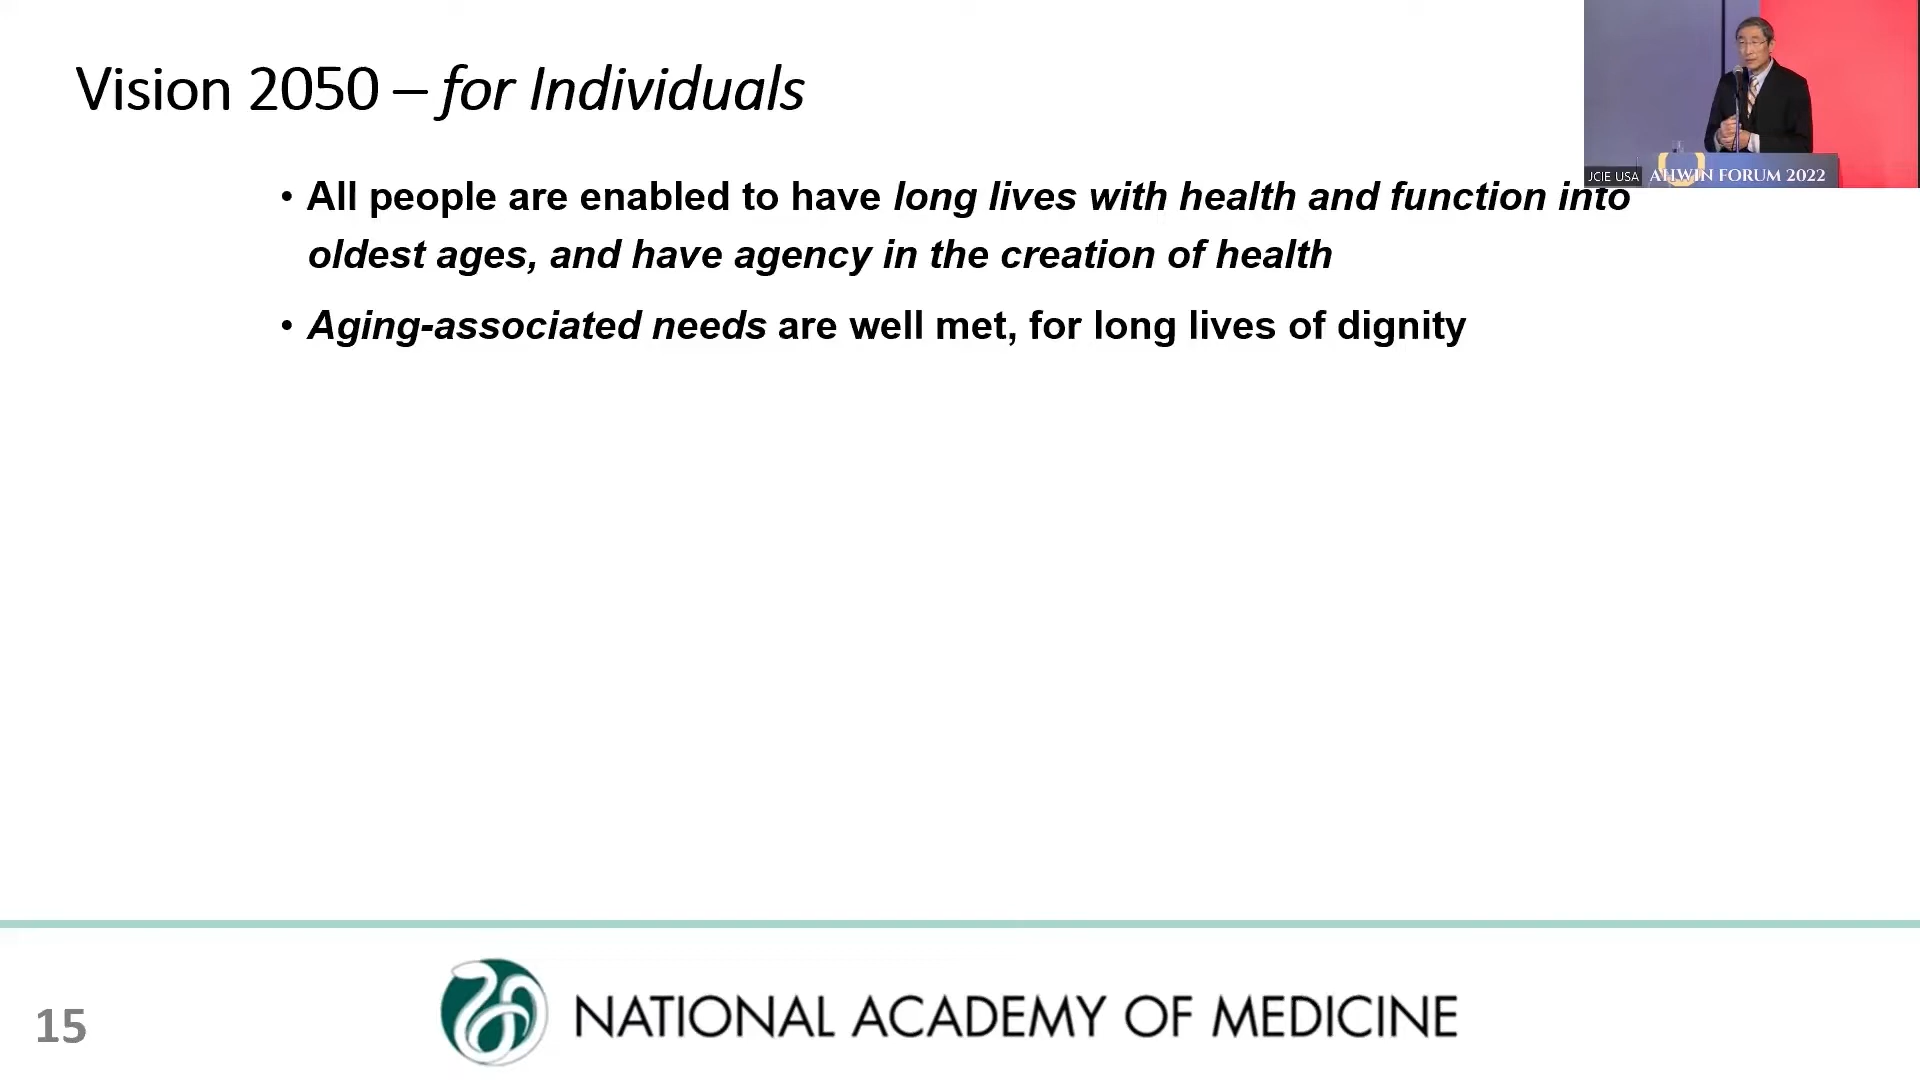 Vision 2050 – for Individuals
• All people are enabled to have long lives with health and function into
oldest ages, and have agency in the creation of health
• Aging-associated needs are well met, for long lives of dignity
JCIE USA
AHWIN FORUM 2022
15
NATIONAL ACADEMY OF MEDICINE